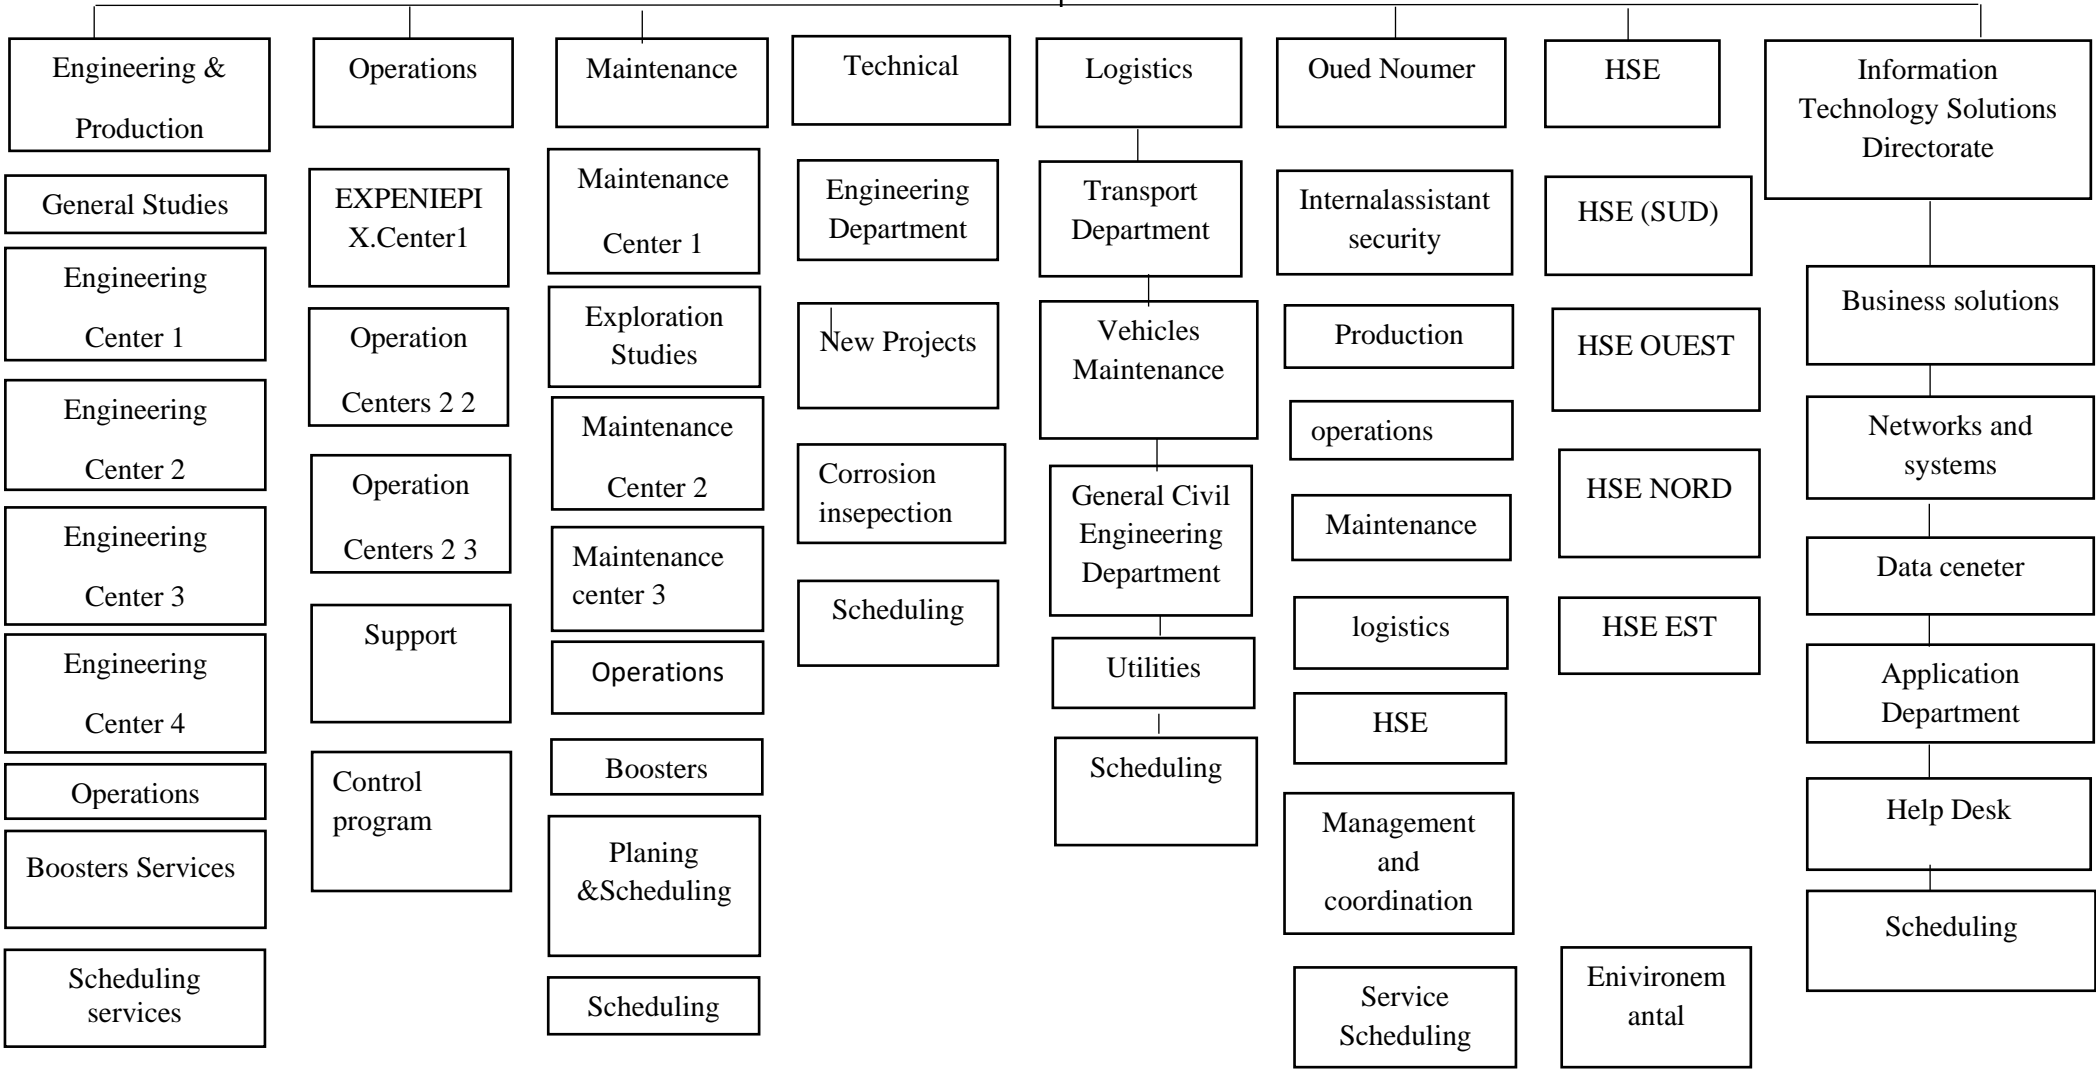 Engineering &
Production
General Studies
Engineering
Center 1
Engineering
Center 2
Engineering
Center 3
Engineering
Center 4
Operations
Boosters Services
Scheduling
services
Operations
EXPENIEPI
X.Center1
Operation
Centers 2 2
Operation
Centers 2 3
Support
Control
program
Maintenance
Maintenance
Center 1
Exploration
Studies
Maintenance
Center 2
Maintenance
center 3
Operations
Boosters
Planing
&Scheduling
Scheduling
Technical
Engineering
Department
New Projects
Corrosion
insepection
Scheduling
Logistics
Transport
Department
Vehicles
Maintenance
General Civil
Engineering
Department
Utilities
Scheduling
Oued Noumer
Internalassistant
security
Production
operations
Maintenance
logistics
HSE
Management
and
coordination
Service
Scheduling
HSE
HSE (SUD)
HSE OUEST
HSE NORD
HSE EST
Enivironem
antal
Information
Technology Solutions
Directorate
Business solutions
Networks and
systems
Data ceneter
Application
Department
Help Desk
Scheduling